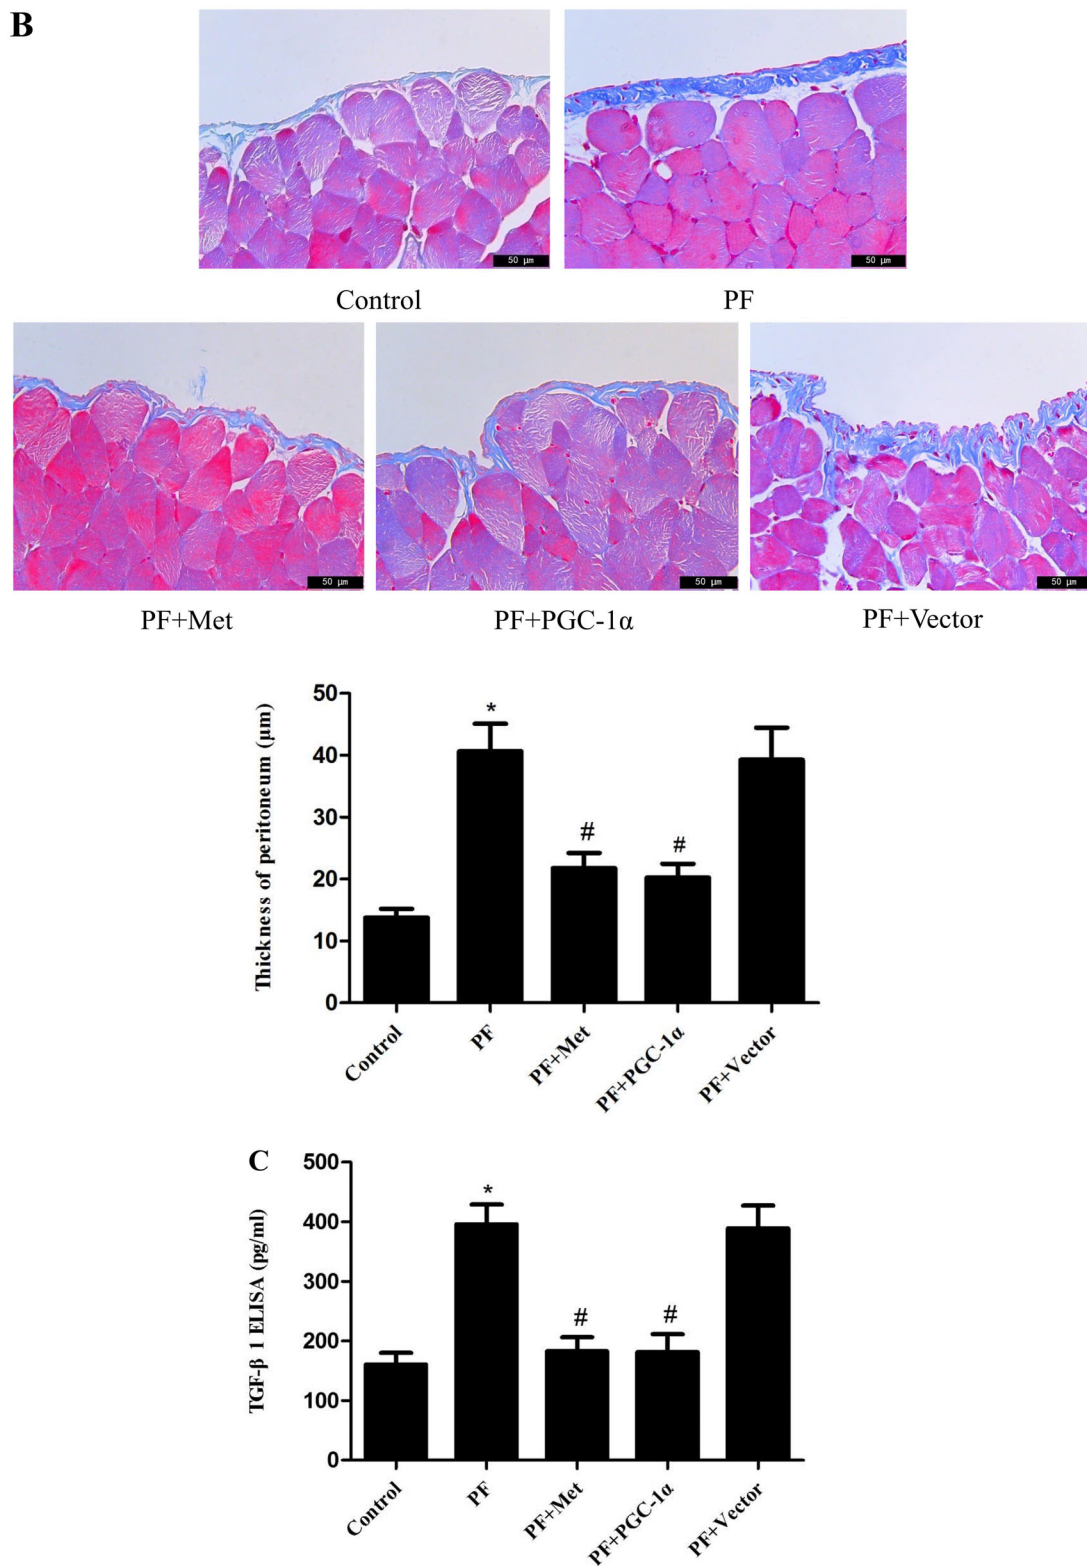 B
50 µm
50 µm
Control
PF
50 µm
50 µm
50 µm
PF+Met
PF+PGC-1α
PF+Vector
Thickness of peritoneum (µm)
50
40
30
20
10
0
*
#
#
Control
PF
PF+Met
PF+PGC-1α
PF+Vector
C
TGF-β 1 ELISA (pg/ml)
500
400
300
200
100
0
*
#
#
Control
PF
PF+Met
PF+PGC-1α
PF+Vector